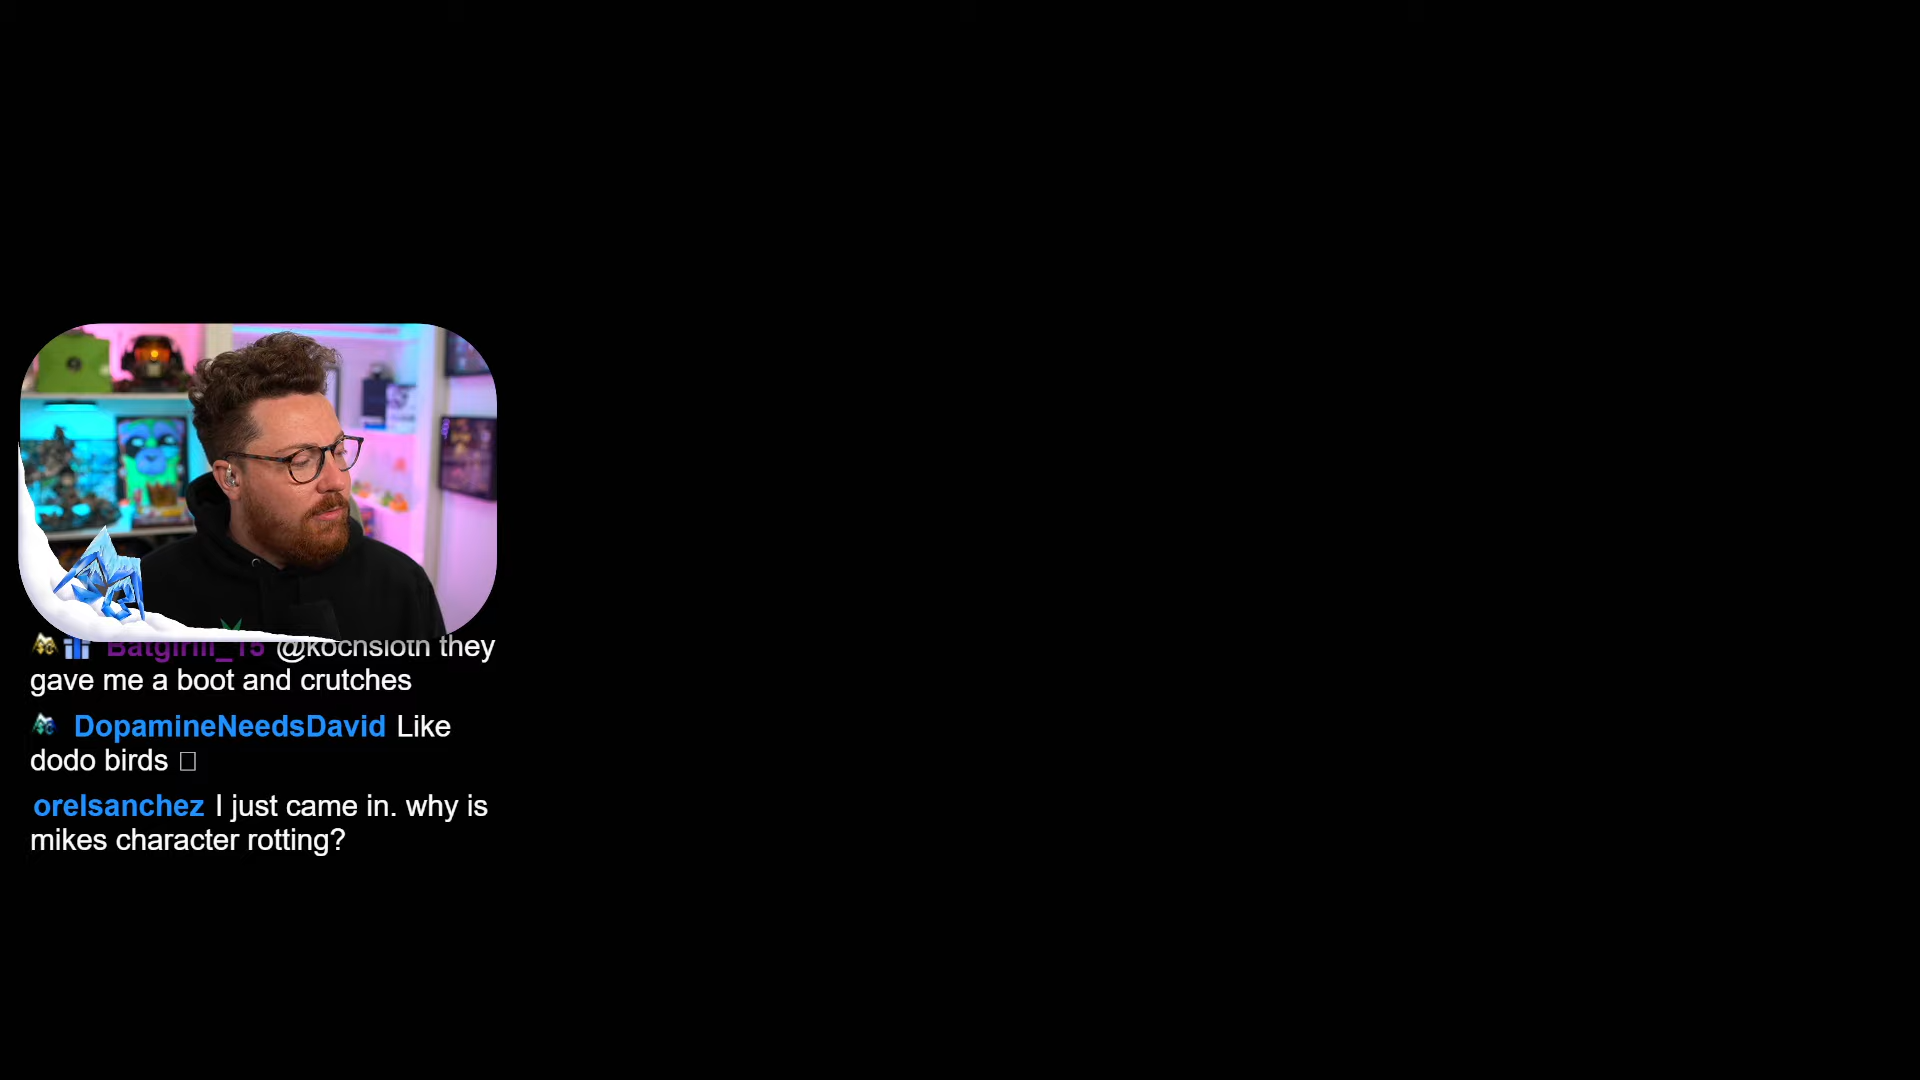 @kochsloth they
gave me a boot and crutches
DopamineNeedsDavid Like
dodo birds
orelsanchez I just came in. why is
mikes character rotting?